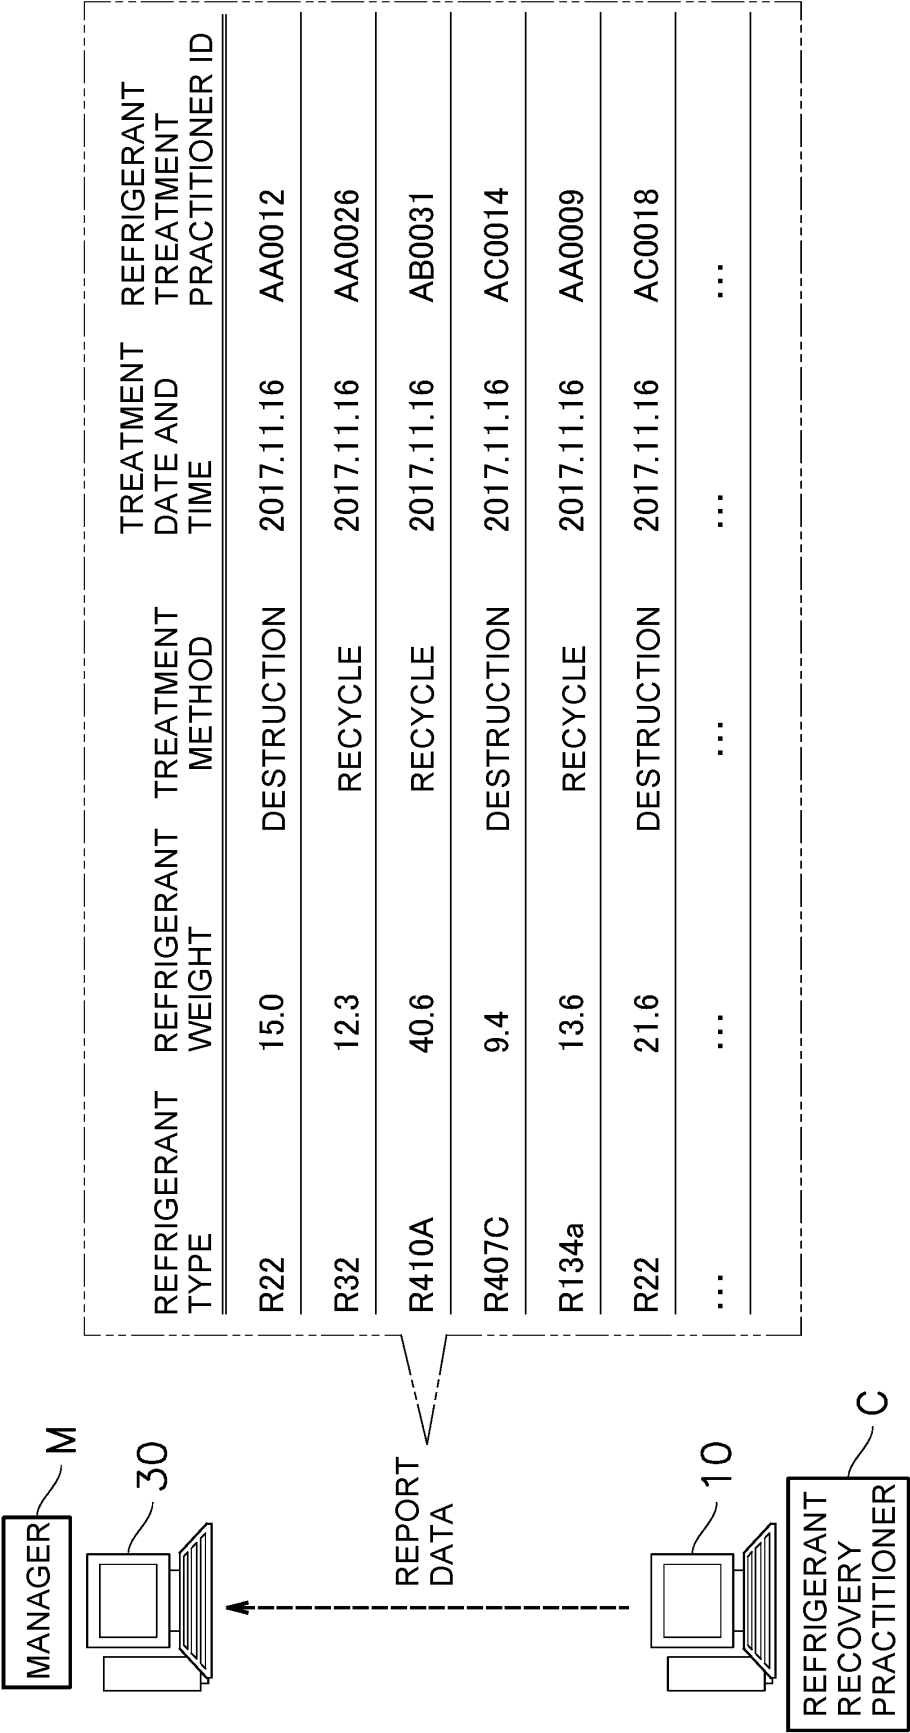 MANAGER
M
30
REPORT
DATA
10
C
REFRIGERANT
RECOVERY
PRACTITIONER
REFRIGERANT
TYPE
REFRIGERANT
WEIGHT
TREATMENT
METHOD
TREATMENT
DATE AND
TIME
REFRIGERANT
TREATMENT
PRACTITIONER ID
R22 15.0 DESTRUCTION 2017.11.16 AA0012
R32 12.3 RECYCLE 2017.11.16 AA0026
R410A 40.6 RECYCLE 2017.11.16 AB0031
R407C 9.4 DESTRUCTION 2017.11.16 AC0014
R134a 13.6 RECYCLE 2017.11.16 AA0009
R22 21.6 DESTRUCTION 2017.11.16 AC0018
... ... ... ... ...